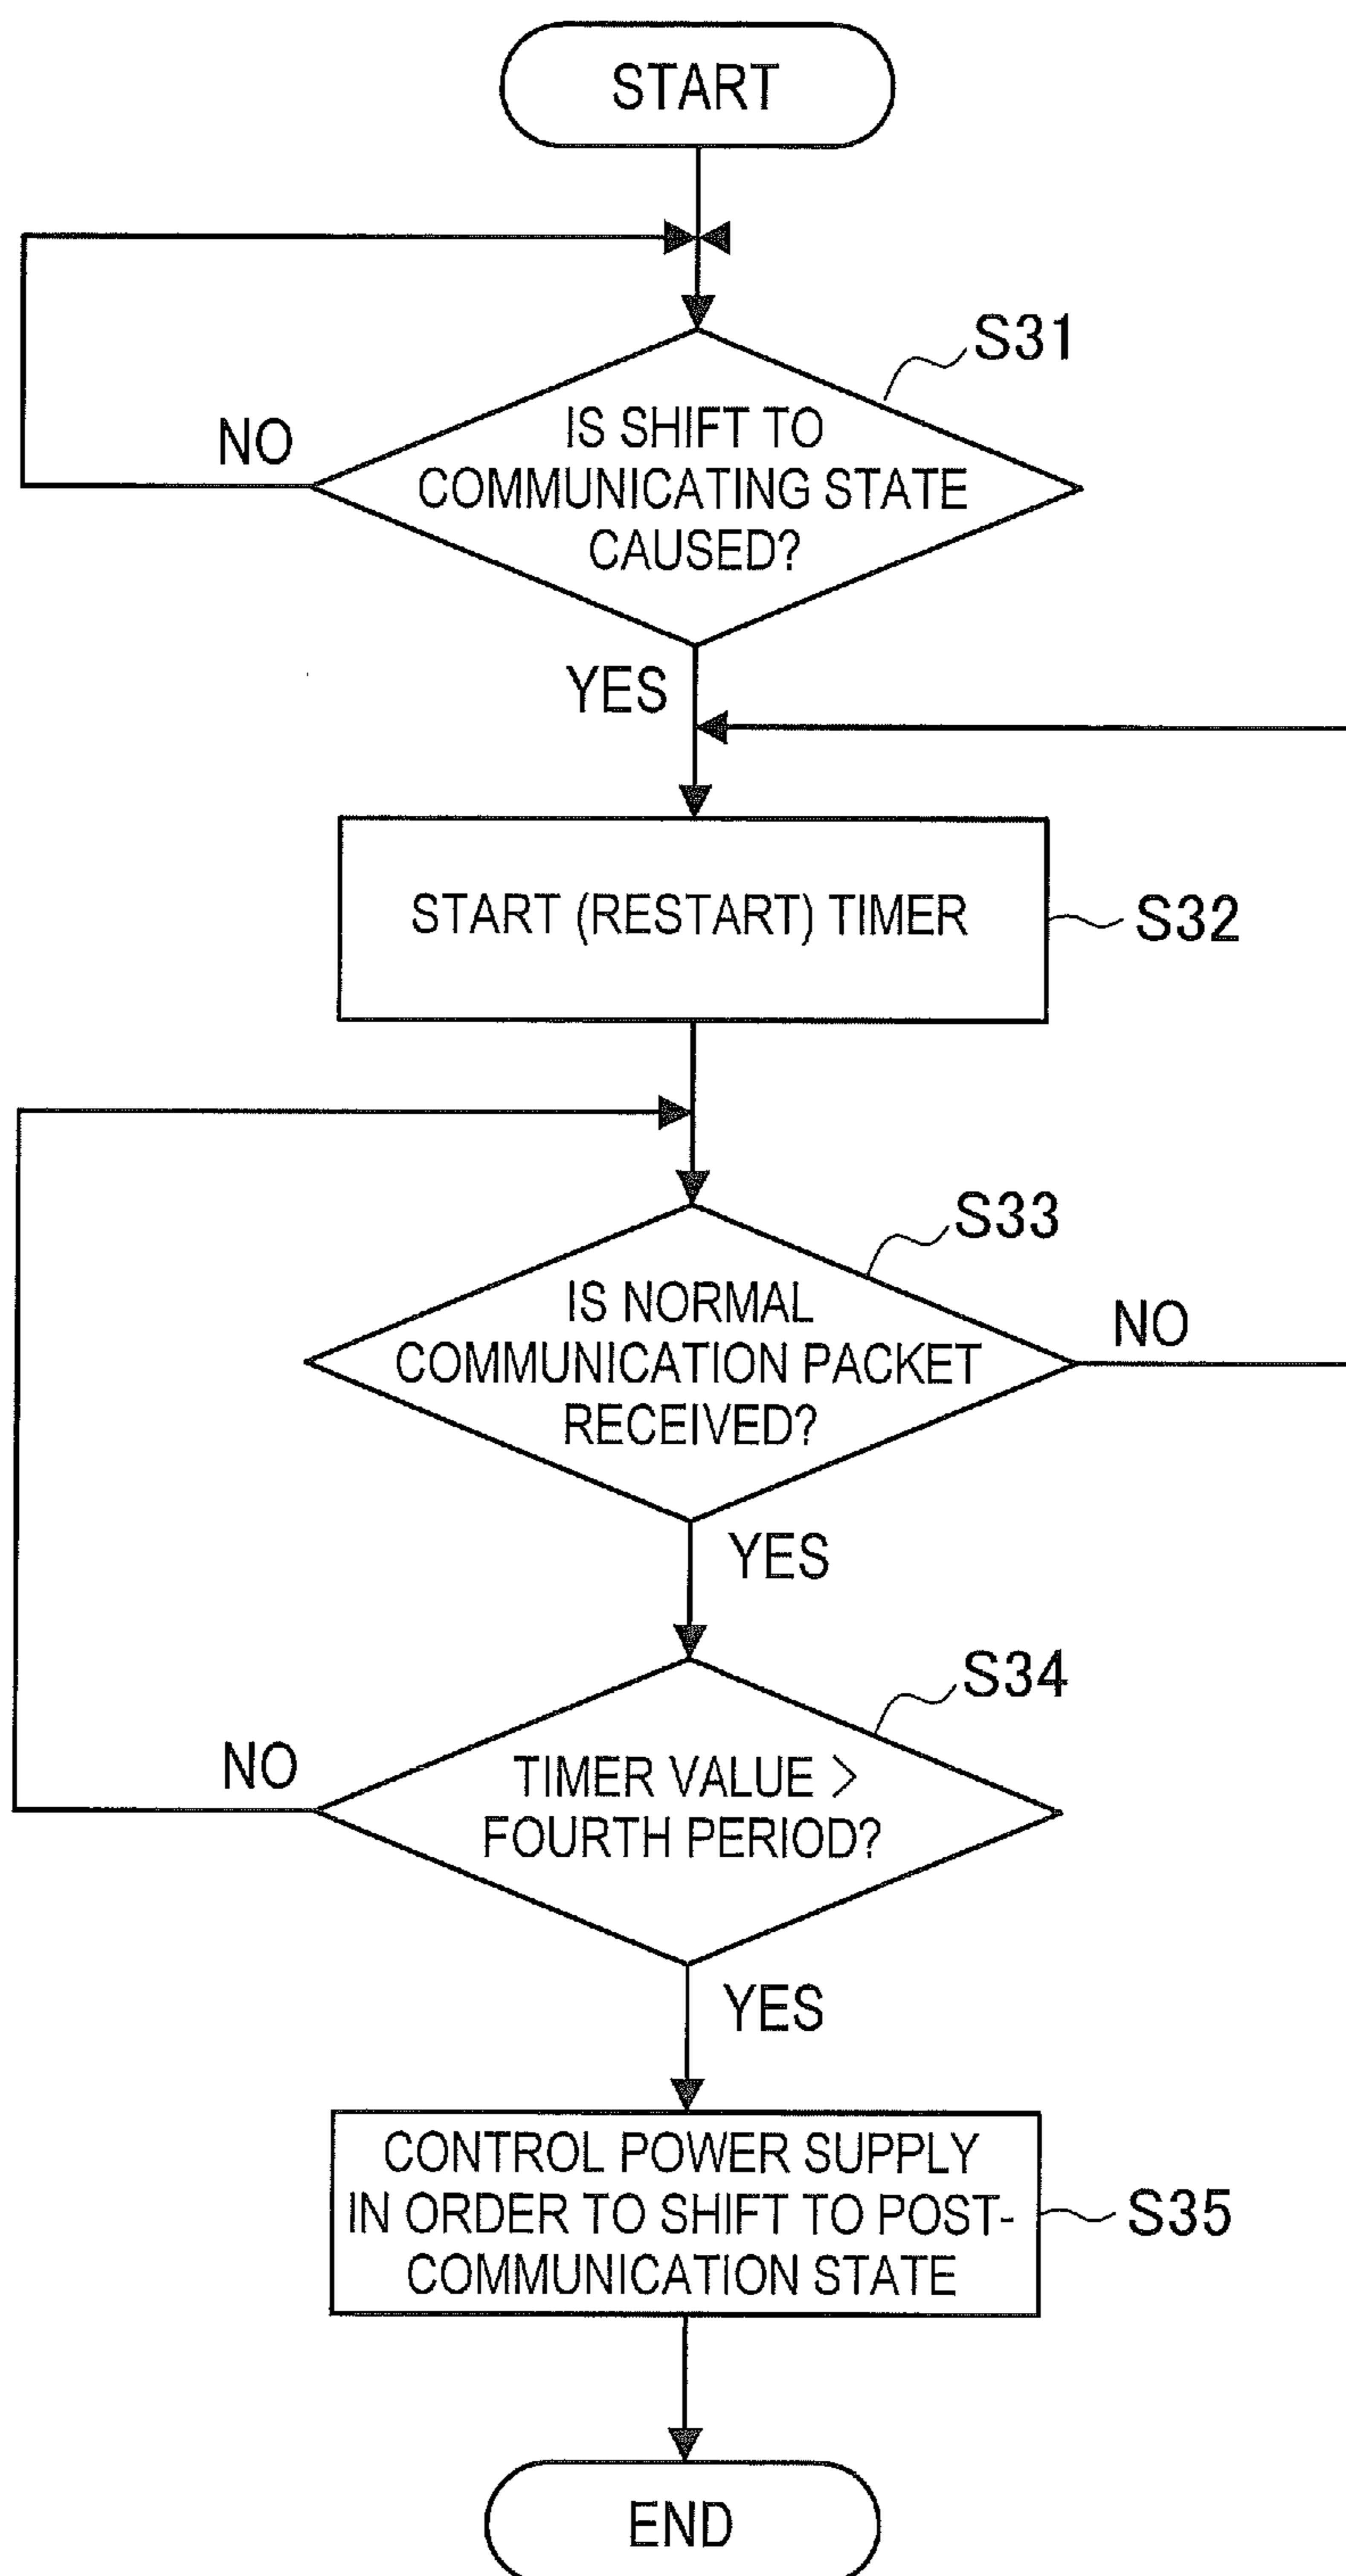 START
S31
IS SHIFT TO
COMMUNICATING STATE
CAUSED?
NO
YES
START (RESTART) TIMER
S32
S33
IS NORMAL
COMMUNICATION PACKET
RECEIVED?
NO
YES
S34
TIMER VALUE >
FOURTH PERIOD?
NO
YES
CONTROL POWER SUPPLY
IN ORDER TO SHIFT TO POST-
COMMUNICATION STATE
S35
END